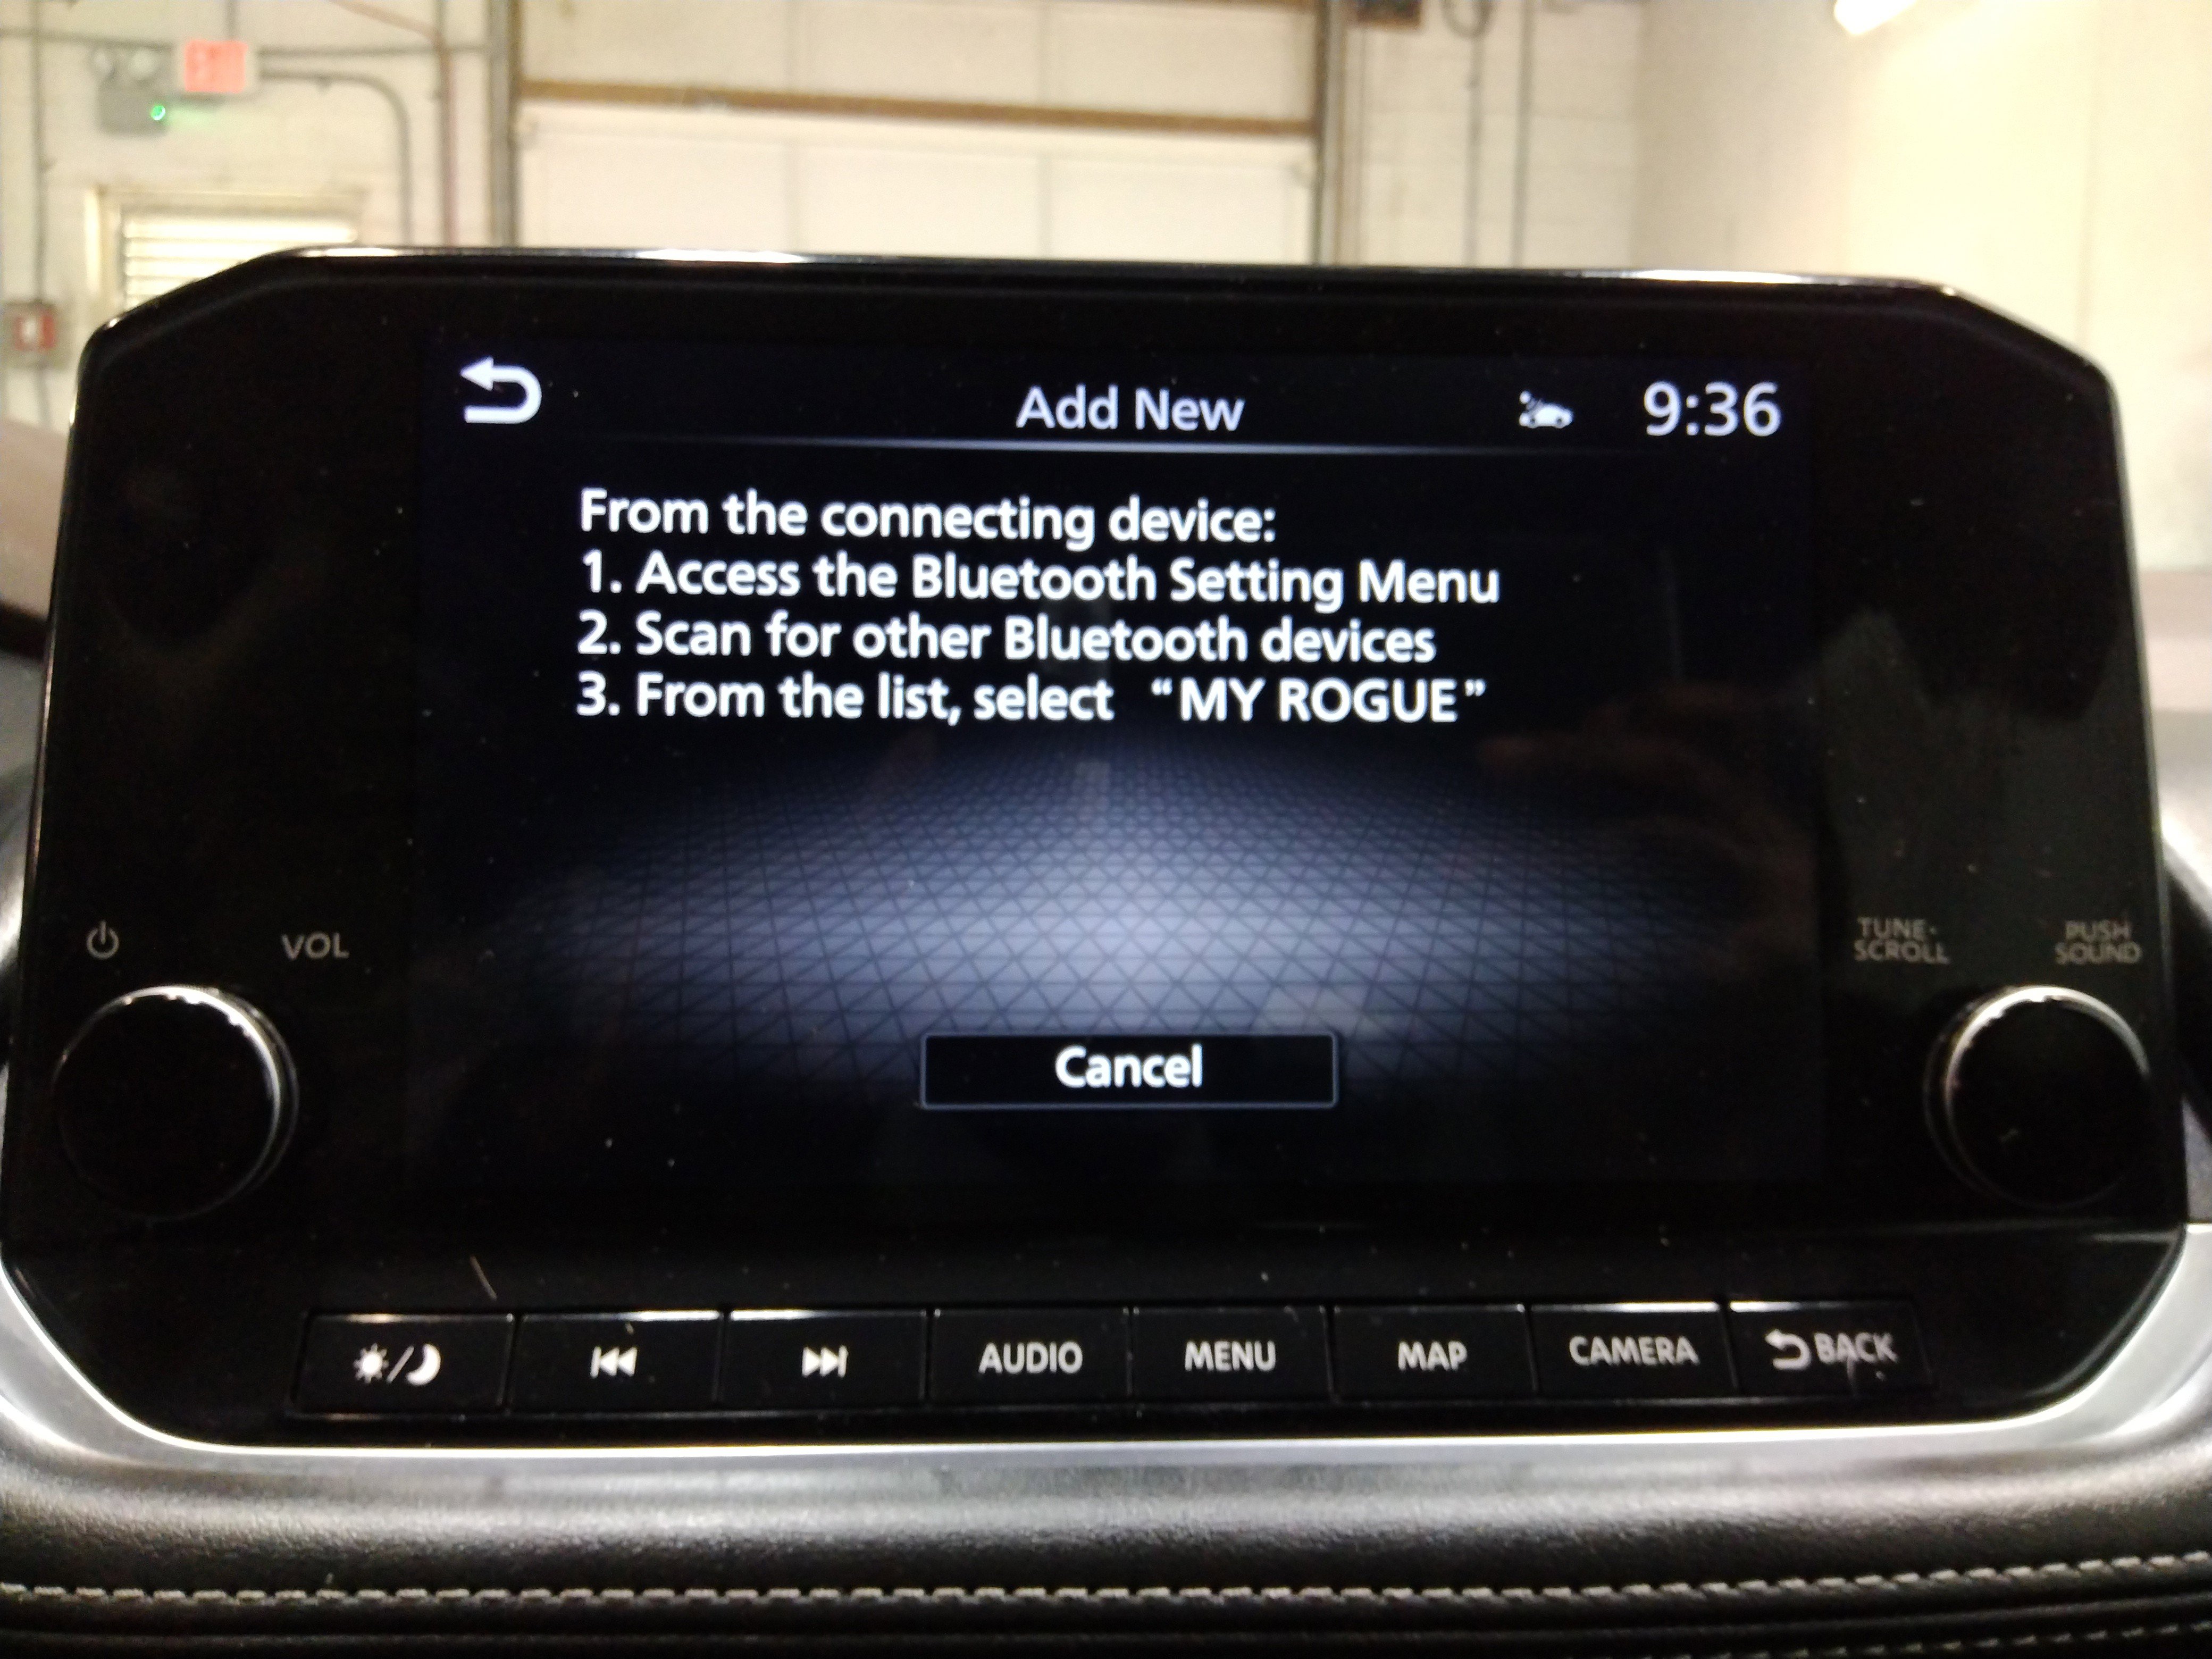 Add New
9:36
From the connecting device:
1. Access the Bluetooth Setting Menu
2. Scan for other Bluetooth devices
3. From the list, select “MY ROGUE”
VOL
TUNE·
SCROLL
PUSH
SOUND
Cancel
AUDIO
MENU
MAP
CAMERA
BACK